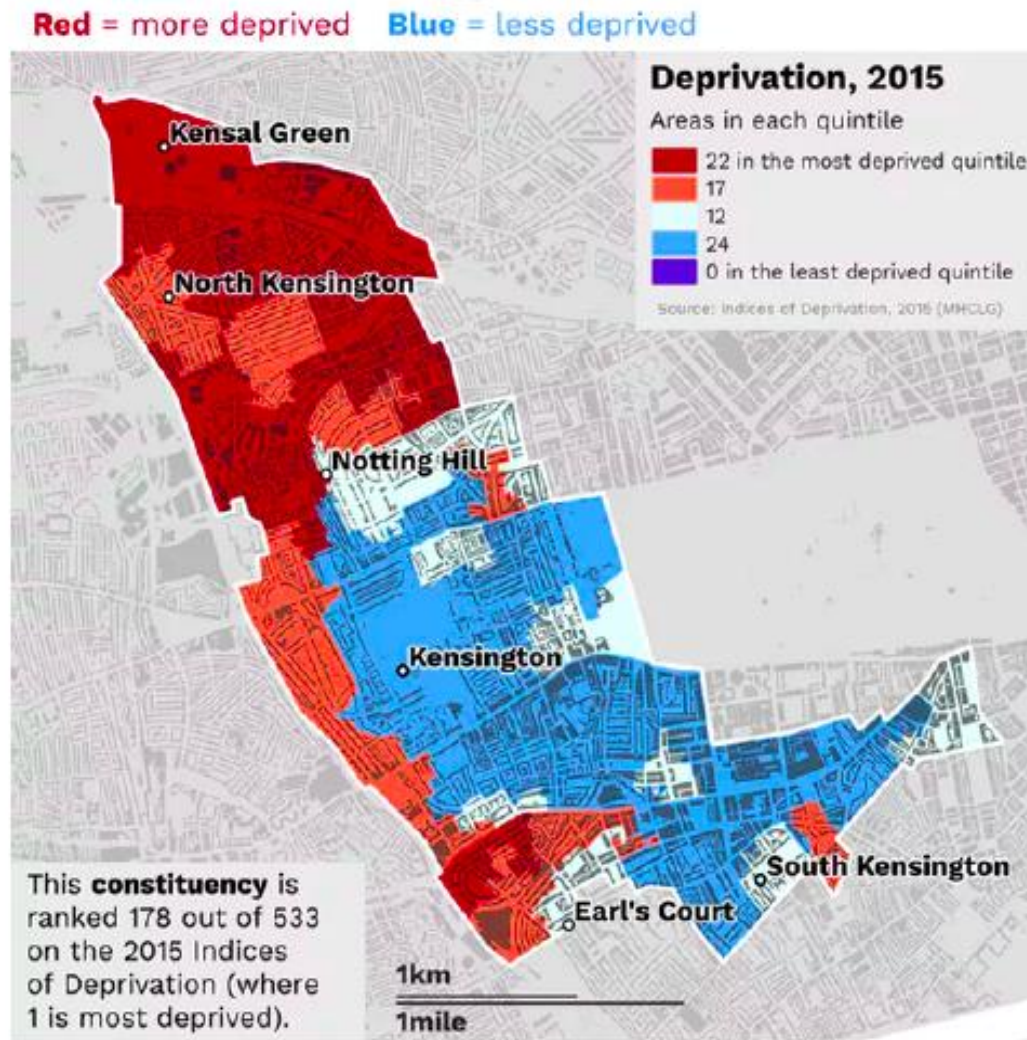 Red = more deprived Blue = less deprived
Deprivation, 2015
Areas in each quintile
22 in the most deprived quintile
17
12
24
0 in the least deprived quintile
Source: Indices of Deprivation, 2015 (MHCLG)
Kensal Green
North Kensington
Notting Hill
Kensington
South Kensington
Earl's Court
This constituency is
ranked 178 out of 533
on the 2015 Indices
of Deprivation (where
1 is most deprived).
1km
1mile